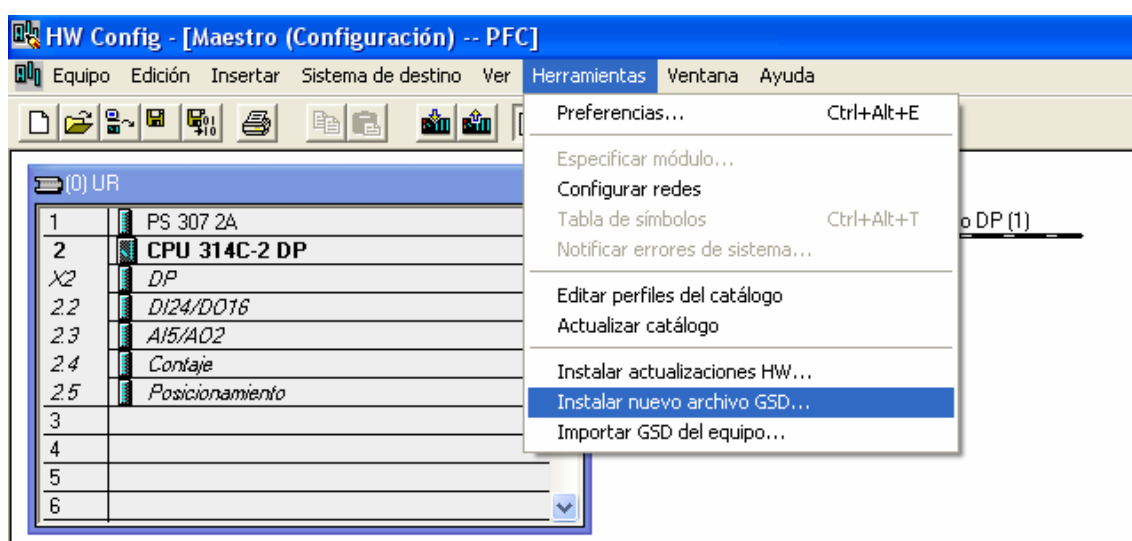 HW Config - [Maestro (Configuración) -- PFC]
Equipo Edición Insertar Sistema de destino Ver Herramientas Ventana Ayuda
Preferencias... Ctrl+Alt+E
Especificar módulo...
Configurar redes
Tabla de símbolos Ctrl+Alt+T
Notificar errores de sistema...
Editar perfiles del catálogo
Actualizar catálogo
Instalar actualizaciones HW...
Instalar nuevo archivo GSD...
Importar GSD del equipo...
(0) UR
1 PS 307 2A
2 CPU 314C-2 DP
X2 DP
2.2 DI24/DO16
2.3 AI5/AO2
2.4 Contaje
2.5 Posicionamiento
3
4
5
6
o DP (1)